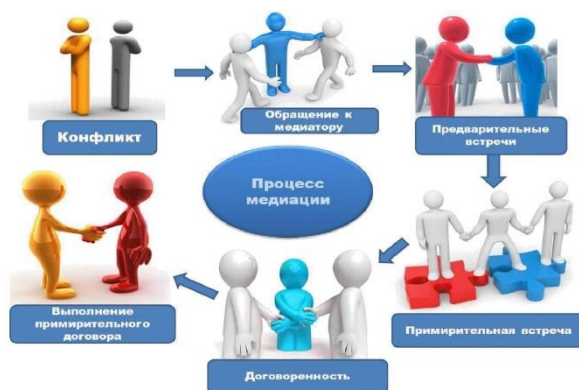 Конфликт
Обращение к
медиатору
Предварительные
встречи
Процесс
медиации
Примирительная встреча
Договоренность
Выполнение
примирительного
договора